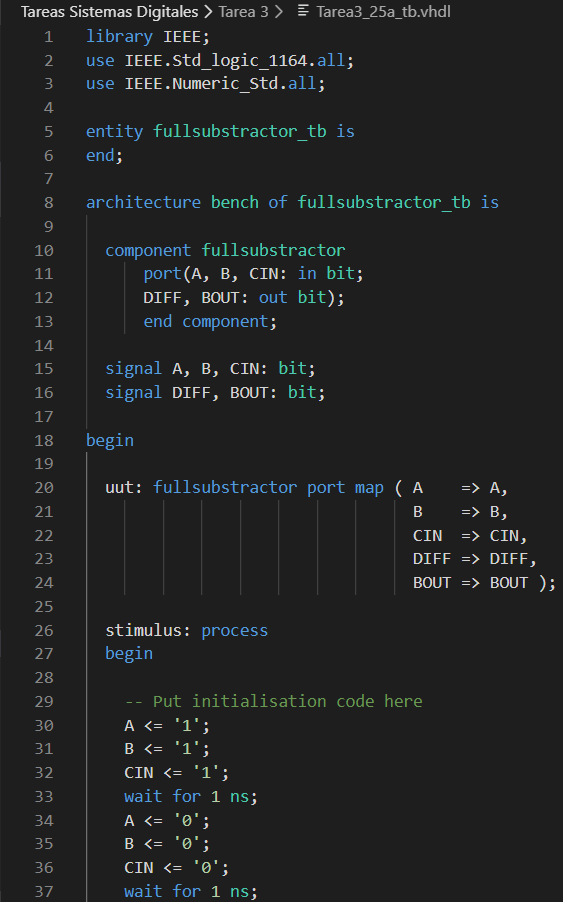 Tareas Sistemas Digitales > Tarea 3 > Tarea3_25a_tb.vhdl
1 library IEEE;
2 use IEEE.Std_logic_1164.all;
3 use IEEE.Numeric_Std.all;
4
5 entity fullsubstractor_tb is
6 end;
7
8 architecture bench of fullsubstractor_tb is
9
10 component fullsubstractor
11 port(A, B, CIN: in bit;
12 DIFF, BOUT: out bit);
13 end component;
14
15 signal A, B, CIN: bit;
16 signal DIFF, BOUT: bit;
17
18 begin
19
20 uut: fullsubstractor port map ( A => A,
21 B => B,
22 CIN => CIN,
23 DIFF => DIFF,
24 BOUT => BOUT );
25
26 stimulus: process
27 begin
28
29 -- Put initialisation code here
30 A <= '1';
31 B <= '1';
32 CIN <= '1';
33 wait for 1 ns;
34 A <= '0';
35 B <= '0';
36 CIN <= '0';
37 wait for 1 ns;